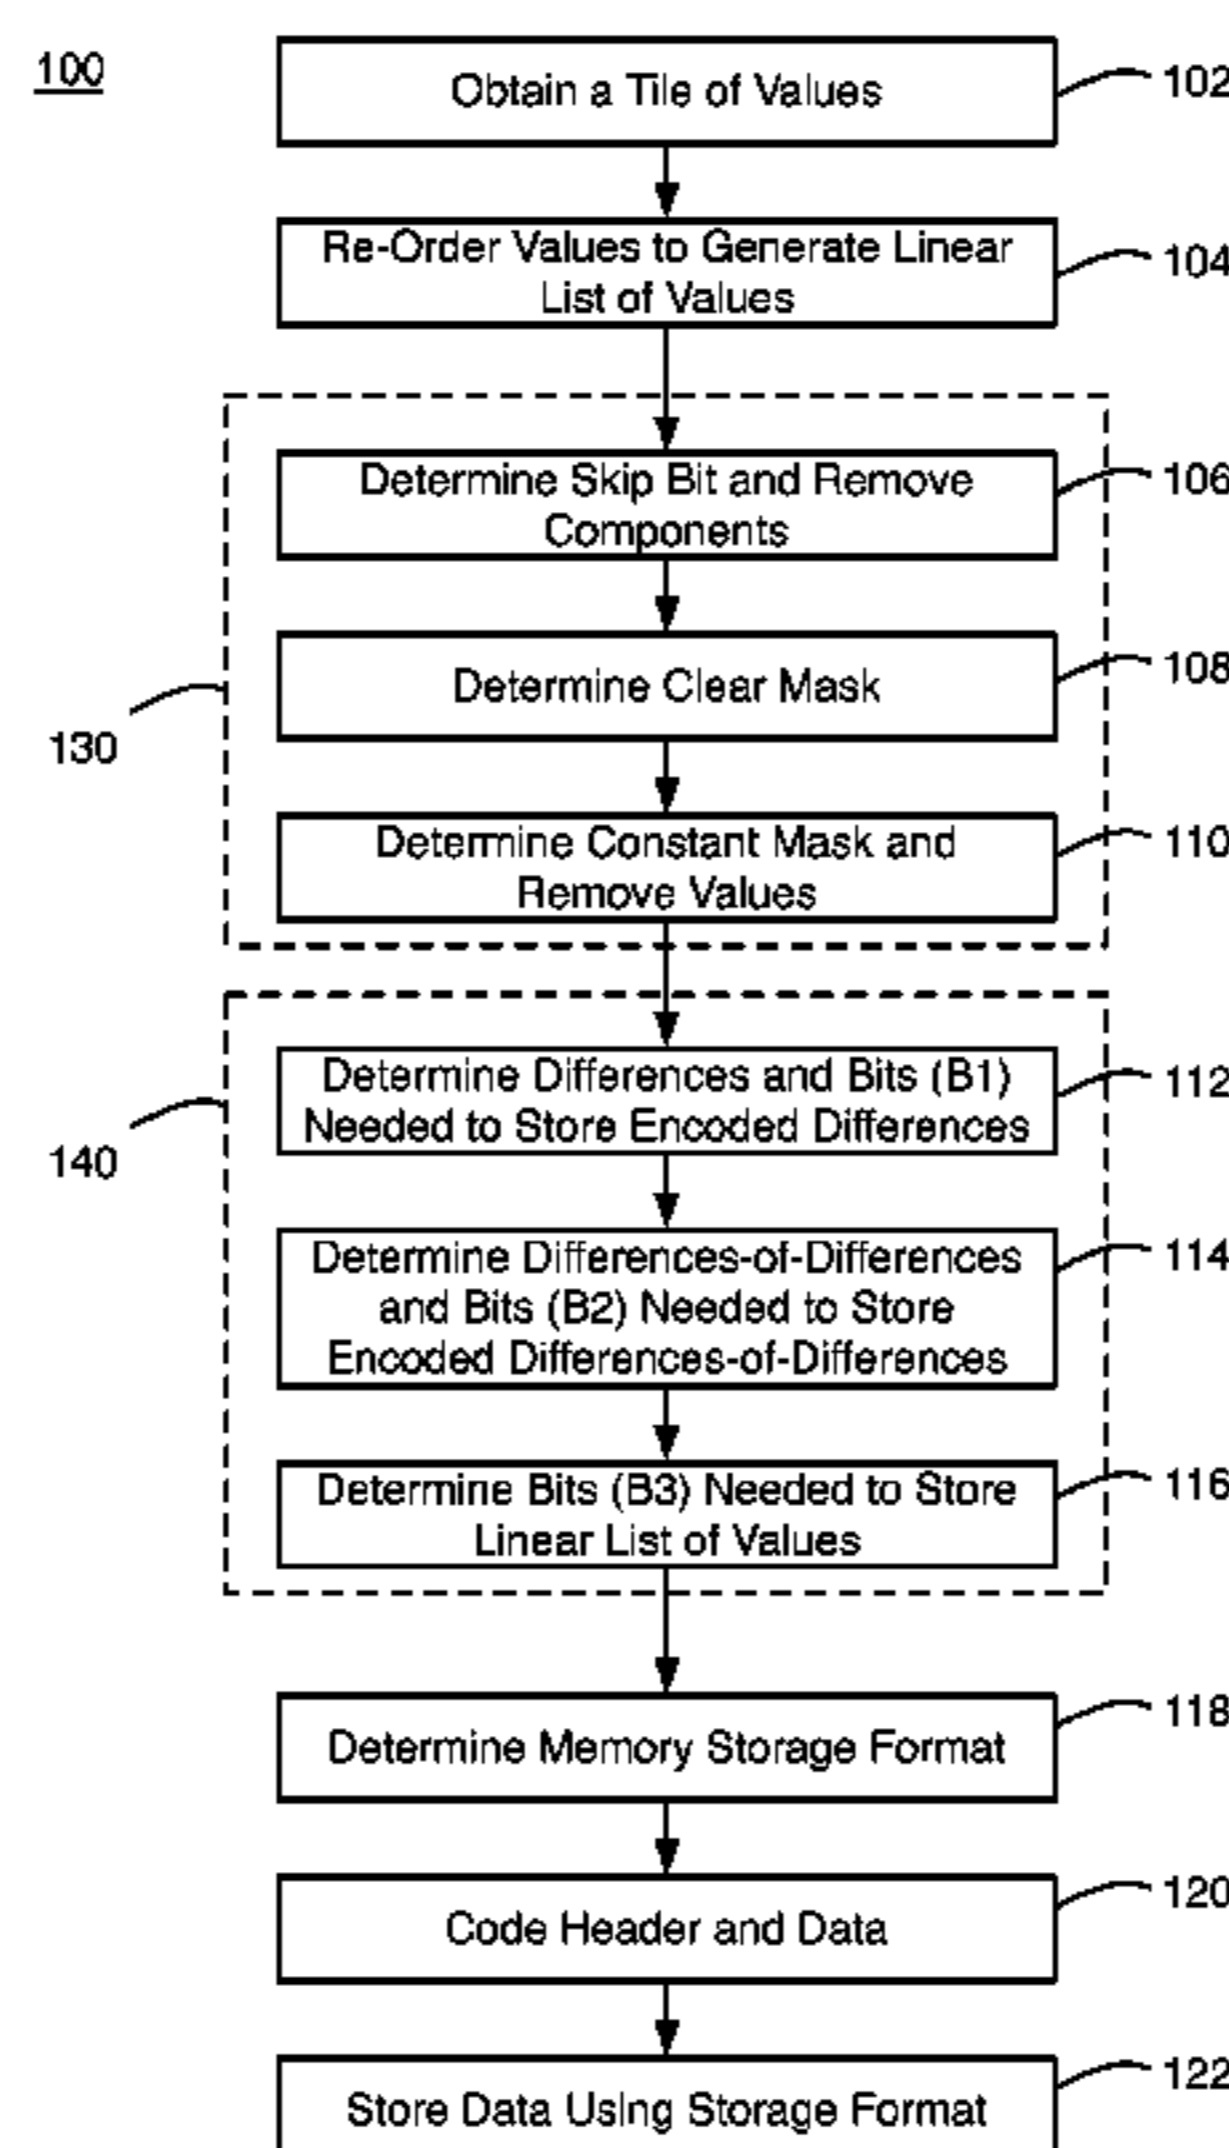 100
Obtain a Tile of Values
102
Re-Order Values to Generate Linear
List of Values
104
Determine Skip Bit and Remove
Components
106
Determine Clear Mask
108
130
Determine Constant Mask and
Remove Values
110
Determine Differences and Bits (B1)
Needed to Store Encoded Differences
112
140
Determine Differences-of-Differences
and Bits (B2) Needed to Store
Encoded Differences-of-Differences
114
Determine Bits (B3) Needed to Store
Linear List of Values
116
Determine Memory Storage Format
118
Code Header and Data
120
Store Data Using Storage Format
122